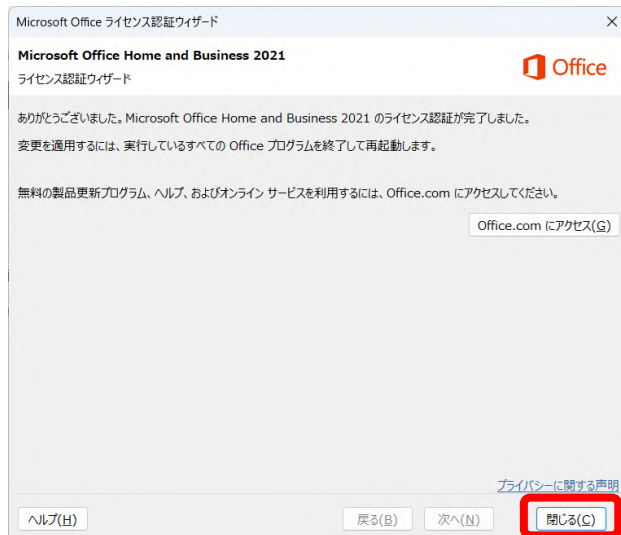 Microsoft Office ライセンス認証ウィザード
Microsoft Office Home and Business 2021
ライセンス認証ウィザード
Office
ありがとうございました。Microsoft Office Home and Business 2021 のライセンス認証が完了しました。
変更を適用するには、実行しているすべての Office プログラムを終了して再起動します。
無料の製品更新プログラム、ヘルプ、およびオンライン サービスを利用するには、Office.com にアクセスしてください。
Office.com にアクセス(G)
プライバシーに関する声明
ヘルプ(H)
戻る(B)
次へ(N)
閉じる(C)